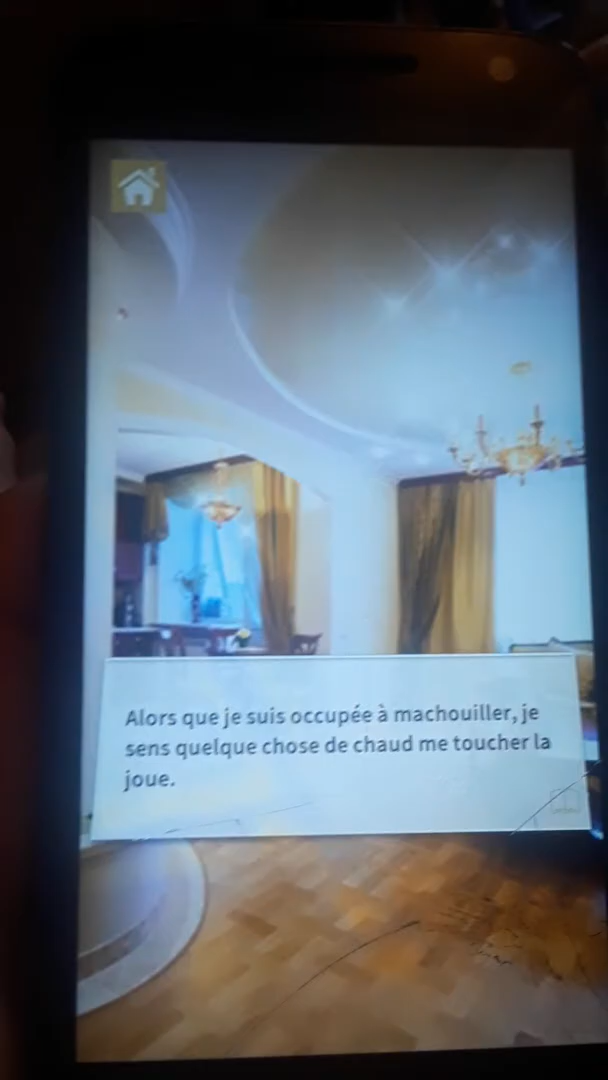 Alors que je suis occupée à machouiller, je
sens quelque chose de chaud me toucher la
joue.